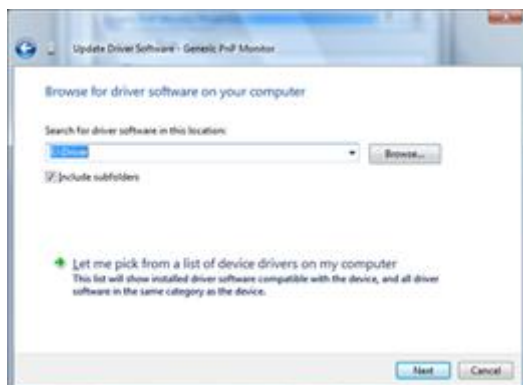 Update Driver Software - Generic PnP Monitor
Browse for driver software on your computer
Search for driver software in this location:
Browse...
Include subfolders
Let me pick from a list of device drivers on my computer
This list will show installed driver software compatible with the device, and all driver
software in the same category as the device.
Next
Cancel